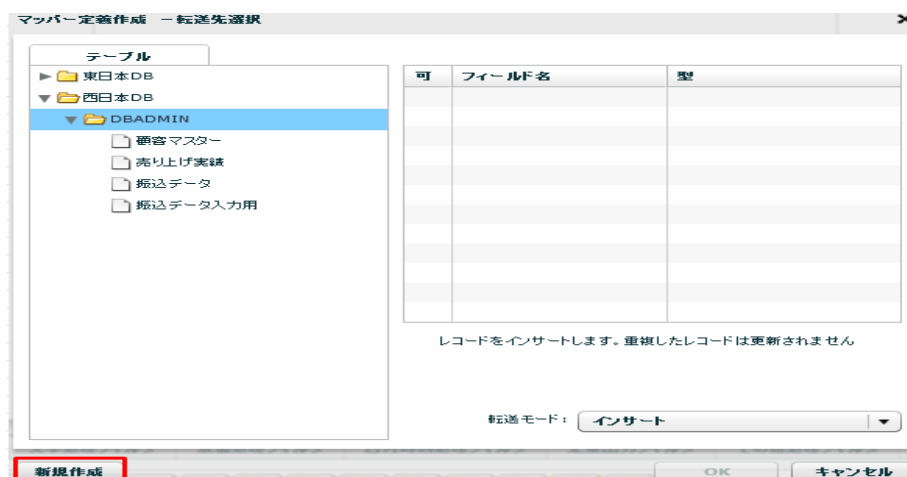 マッパー定義作成 －転送先選択
テーブル
東日本DB
西日本DB
DBADMIN
顧客マスター
売り上げ実績
振込データ
振込データ入力用
可 フィールド名 型
レコードをインサートします。重複したレコードは更新されません
転送モード： インサート
新規作成 OK キャンセル